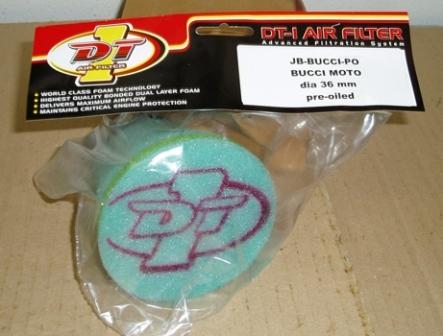 DT 1
AIR FILTER
• WORLD CLASS FOAM TECHNOLOGY
• HIGHEST QUALITY BONDED DUAL LAYER FOAM
• DELIVERS MAXIMUM AIRFLOW
• MAINTAINS CRITICAL ENGINE PROTECTION
DT-1 AIR FILTER
Advanced Filtration System
JB-BUCCI-PO
BUCCI MOTO
dia 36 mm
pre-oiled
DT 1